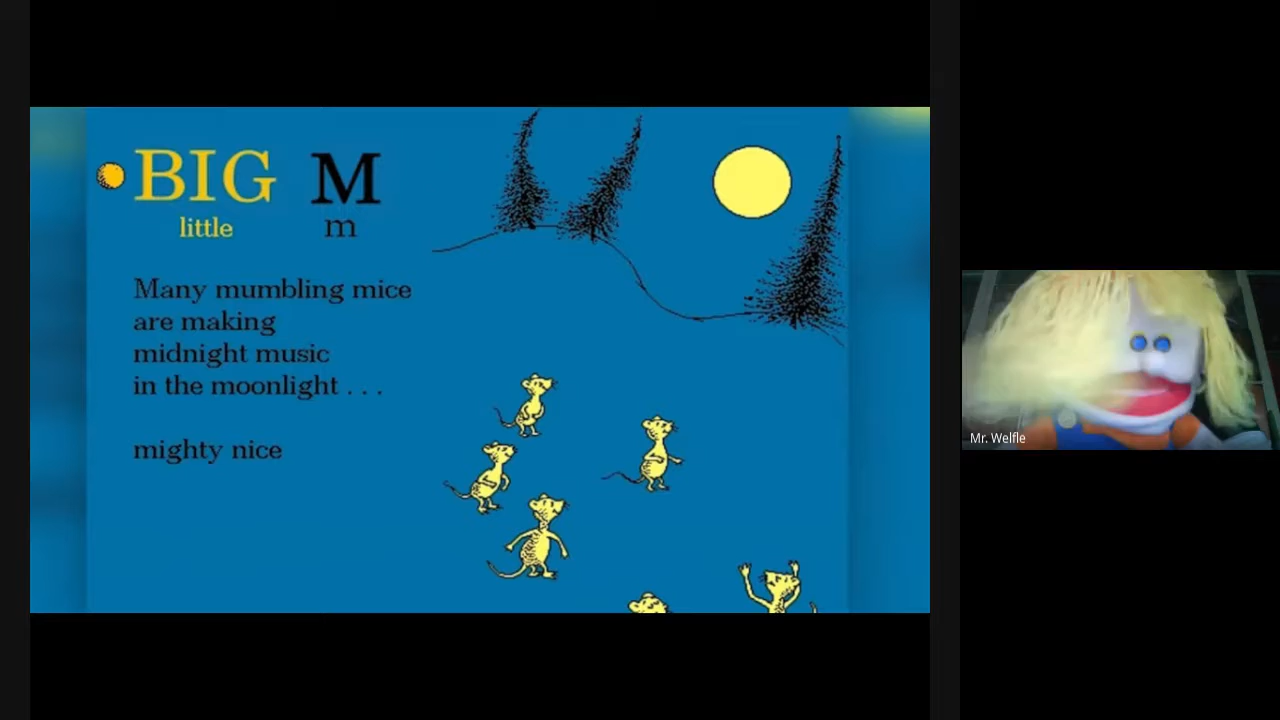 BIG M
little m
Many mumbling mice
are making
midnight music
in the moonlight . . .
mighty nice
Mr. Welfle